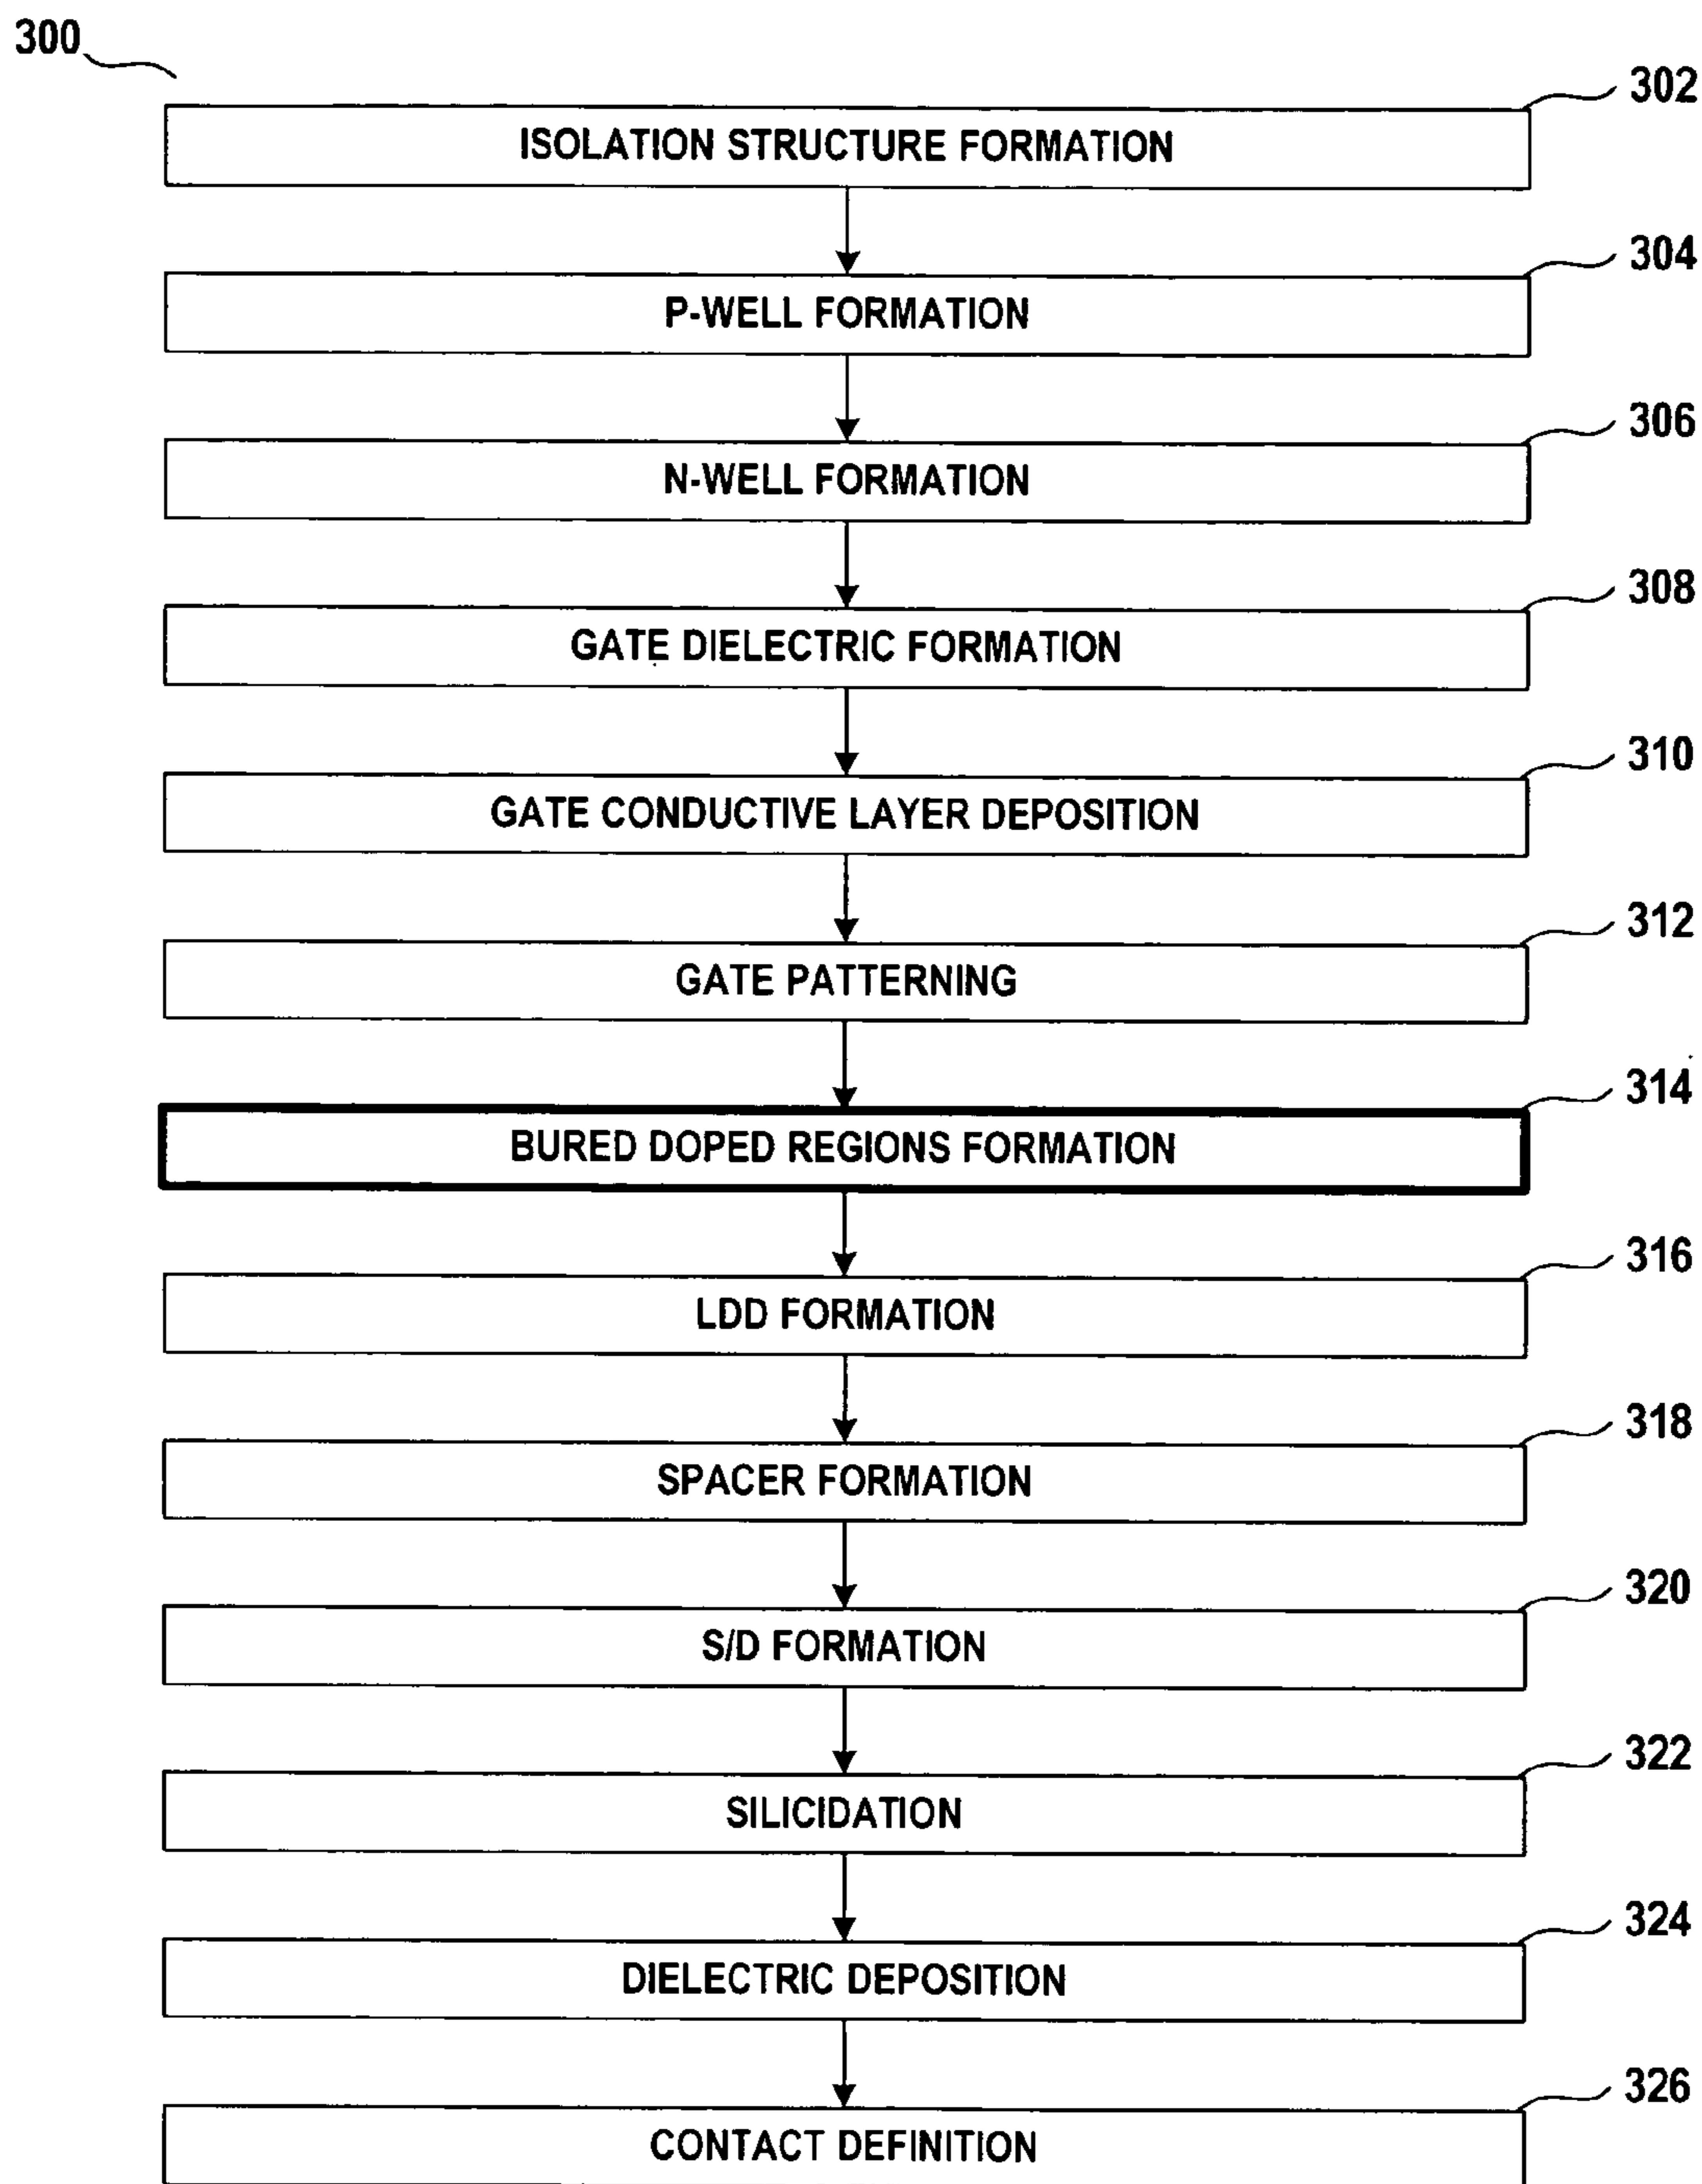 300
302
ISOLATION STRUCTURE FORMATION
304
P-WELL FORMATION
306
N-WELL FORMATION
308
GATE DIELECTRIC FORMATION
310
GATE CONDUCTIVE LAYER DEPOSITION
312
GATE PATTERNING
314
BURED DOPED REGIONS FORMATION
316
LDD FORMATION
318
SPACER FORMATION
320
S/D FORMATION
322
SILICIDATION
324
DIELECTRIC DEPOSITION
326
CONTACT DEFINITION